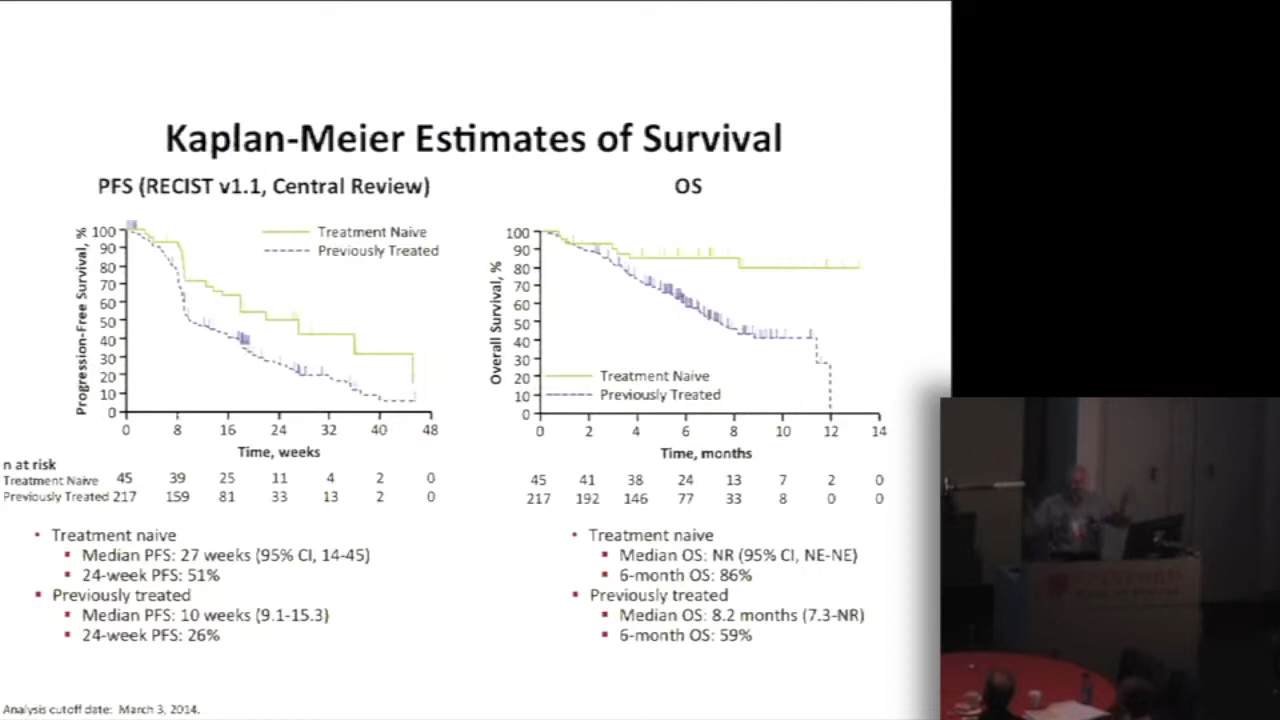 Kaplan-Meier Estimates of Survival
PFS (RECIST v1.1, Central Review)
Progression-Free Survival, %
100
90
80
70
60
50
40
30
20
10
0
Treatment Naive
Previously Treated
0 8 16 24 32 40 48
Time, weeks
n at risk
Treatment Naive 45 39 25 11 4 2 0
Previously Treated 217 159 81 33 13 2 0
• Treatment naive
▪ Median PFS: 27 weeks (95% CI, 14-45)
▪ 24-week PFS: 51%
▪ Previously treated
▪ Median PFS: 10 weeks (9.1-15.3)
▪ 24-week PFS: 26%
OS
Overall Survival, %
100
90
80
70
60
50
40
30
20
10
0
Treatment Naive
Previously Treated
0 2 4 6 8 10 12 14
Time, months
45 41 38 24 13 7 2 0
217 192 146 77 33 8 0 0
• Treatment naive
▪ Median OS: NR (95% CI, NE-NE)
▪ 6-month OS: 86%
▪ Previously treated
▪ Median OS: 8.2 months (7.3-NR)
▪ 6-month OS: 59%
Analysis cutoff date: March 3, 2014.